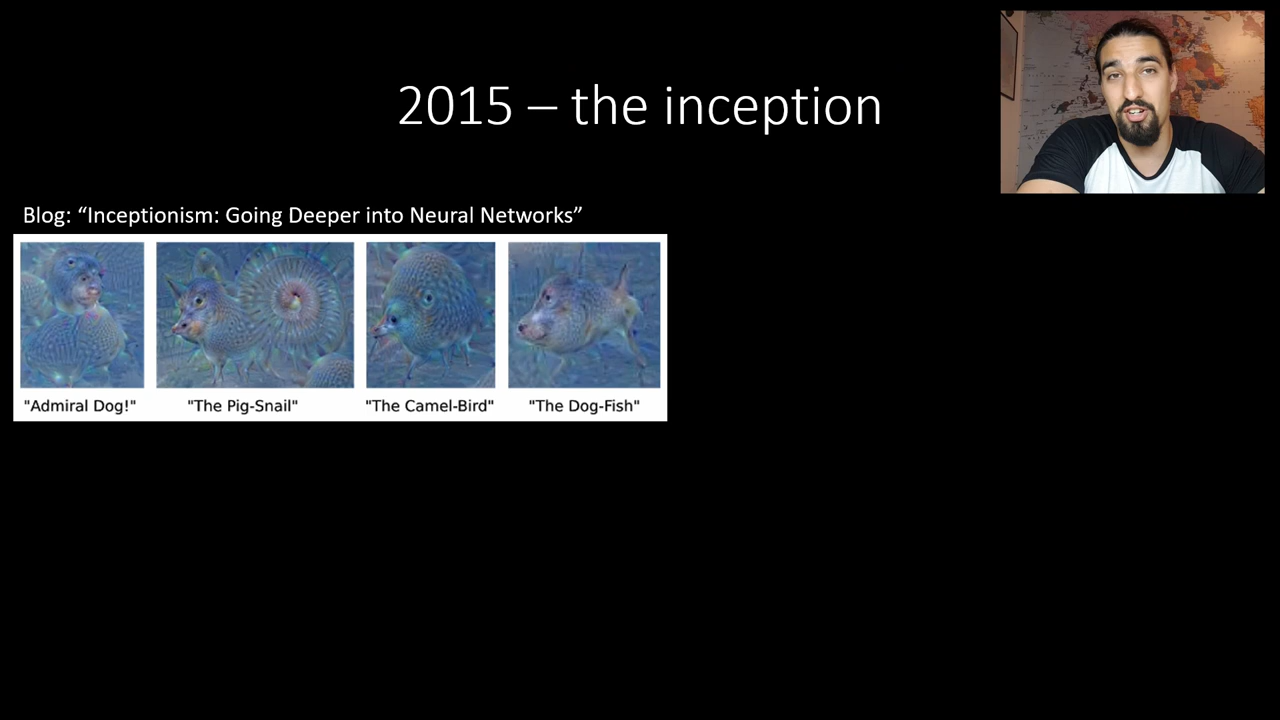 2015 – the inception
Blog: “Inceptionism: Going Deeper into Neural Networks”
"Admiral Dog!" "The Pig-Snail" "The Camel-Bird" "The Dog-Fish"